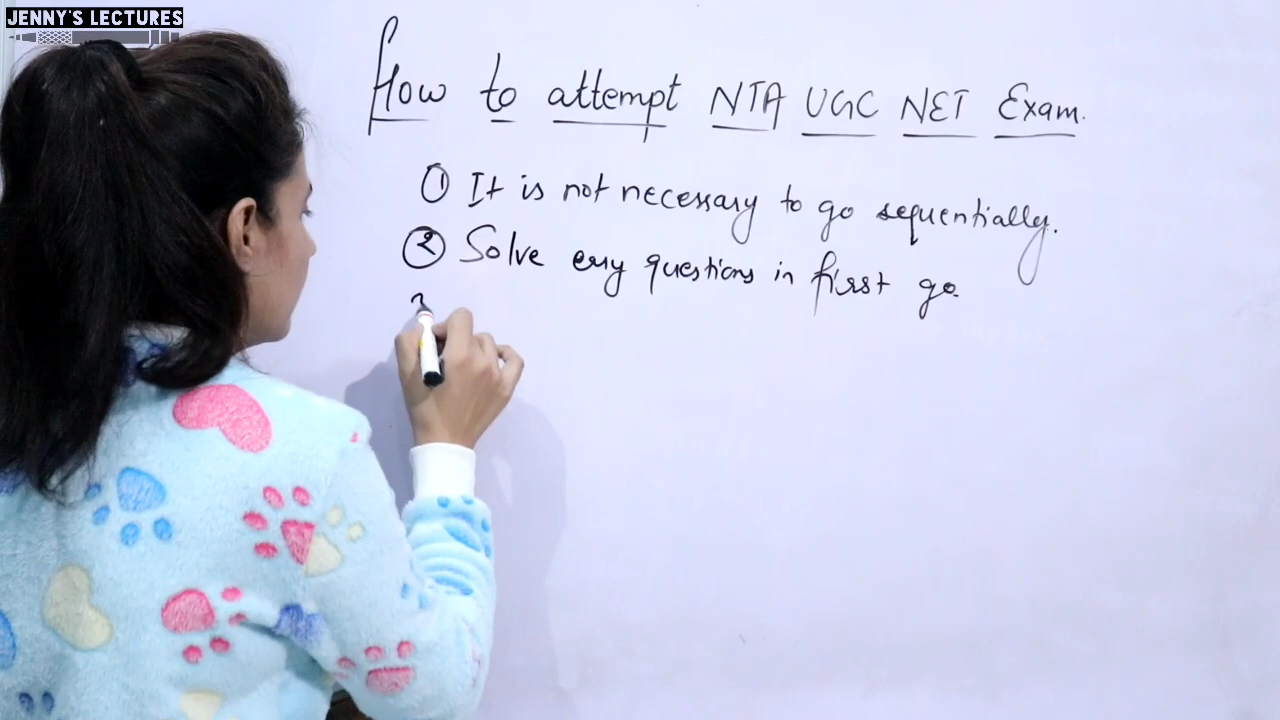 JENNY'S LECTURES
How to attempt NTA UGC NET Exam.
① It is not necessary to go sequentially.
② Solve easy questions in first go.